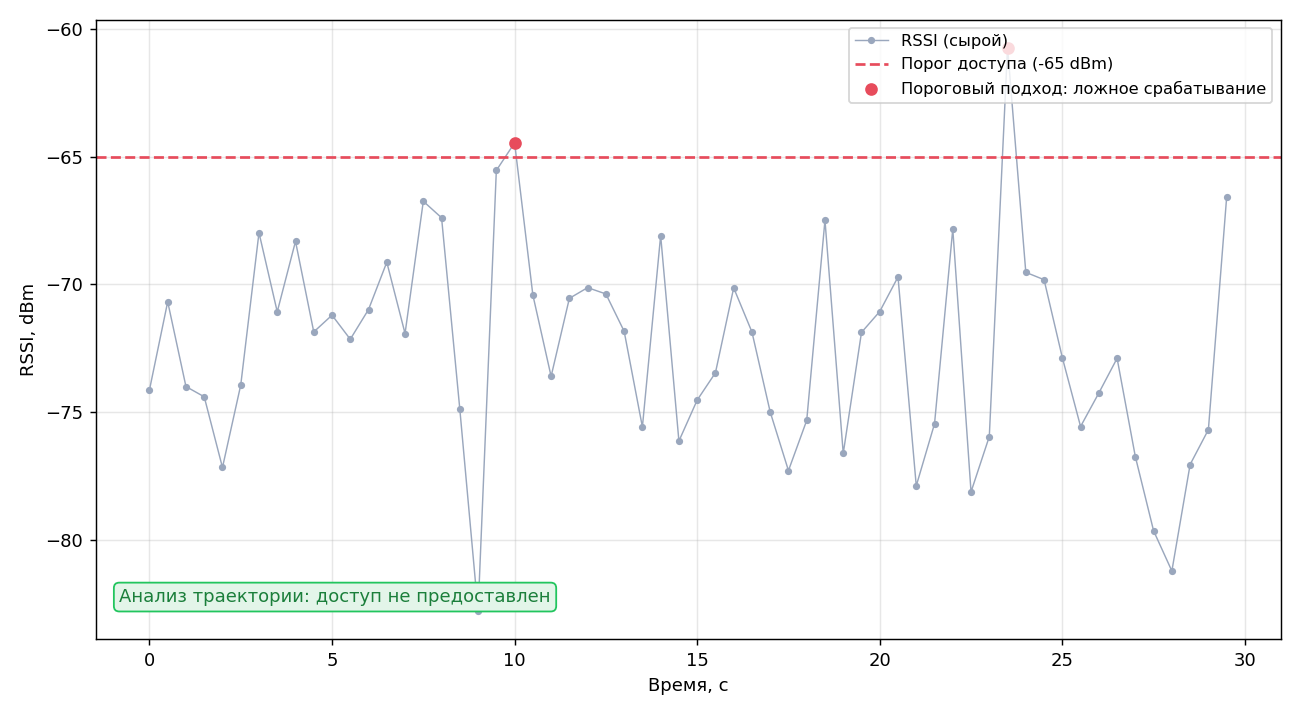 RSSI (сырой)
Порог доступа (-65 dBm)
Пороговый подход: ложное срабатывание
−60
−65
−70
−75
−80
RSSI, dBm
Анализ траектории: доступ не предоставлен
0 5 10 15 20 25 30
Время, с